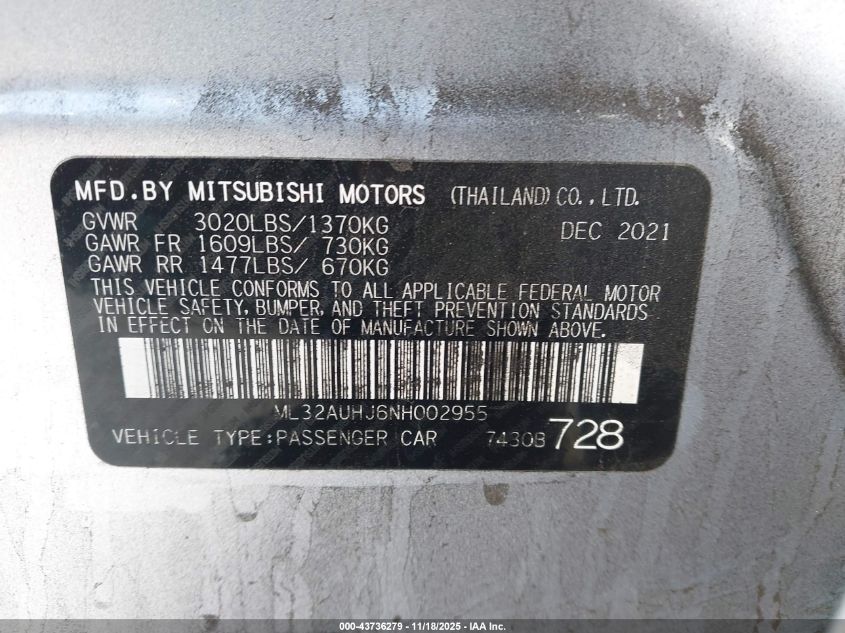 MFD.BY MITSUBISHI MOTORS (THAILAND)CO.,LTD.
GVWR 3020LBS/1370KG DEC 2021
GAWR FR 1609LBS/ 730KG
GAWR RR 1477LBS/ 670KG
THIS VEHICLE CONFORMS TO ALL APPLICABLE FEDERAL MOTOR
VEHICLE SAFETY, BUMPER, AND THEFT PREVENTION STANDARDS
IN EFFECT ON THE DATE OF MANUFACTURE SHOWN ABOVE.
ML32AUHJ6NH002955
VEHICLE TYPE:PASSENGER CAR 7430B 728
000-43736279 - 11/18/2025 - IAA Inc.